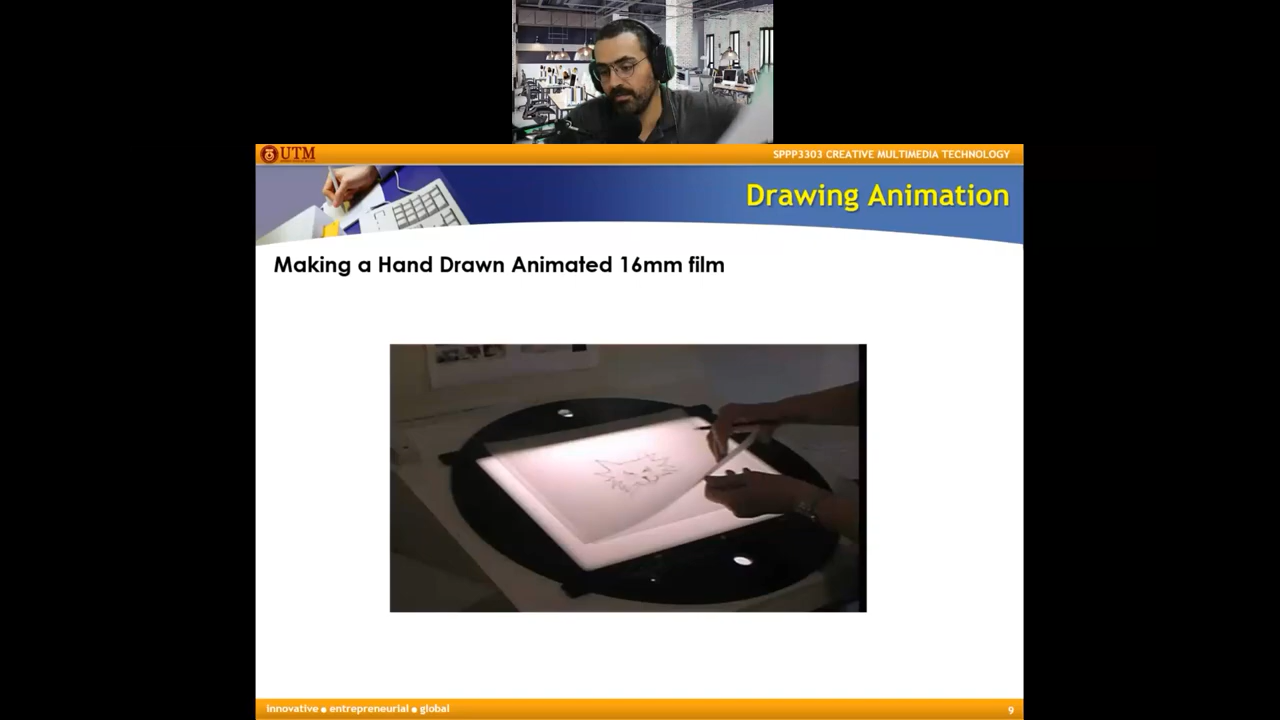 UTM
SPPP3303 CREATIVE MULTIMEDIA TECHNOLOGY
Drawing Animation
Making a Hand Drawn Animated 16mm film
innovative ● entrepreneurial ● global
9